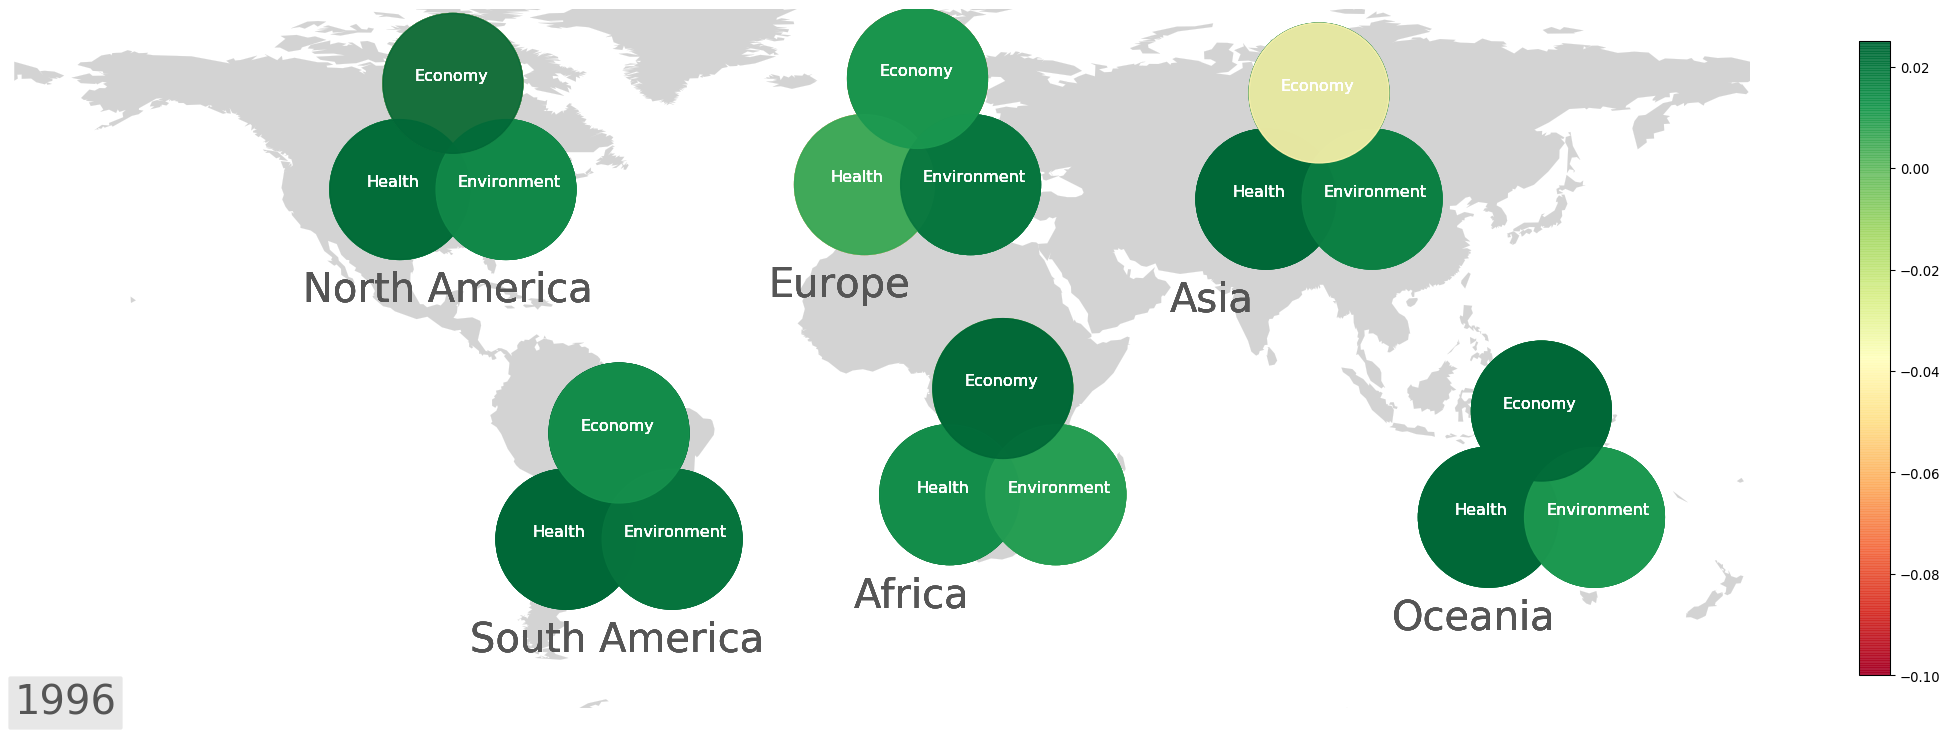 Economy
Health
Environment
North America
Economy
Health
Environment
Europe
Economy
Health
Environment
Asia
Economy
Health
Environment
South America
Economy
Health
Environment
Africa
Economy
Health
Environment
Oceania
1996
0.02
0.00
−0.02
−0.04
−0.06
−0.08
−0.10